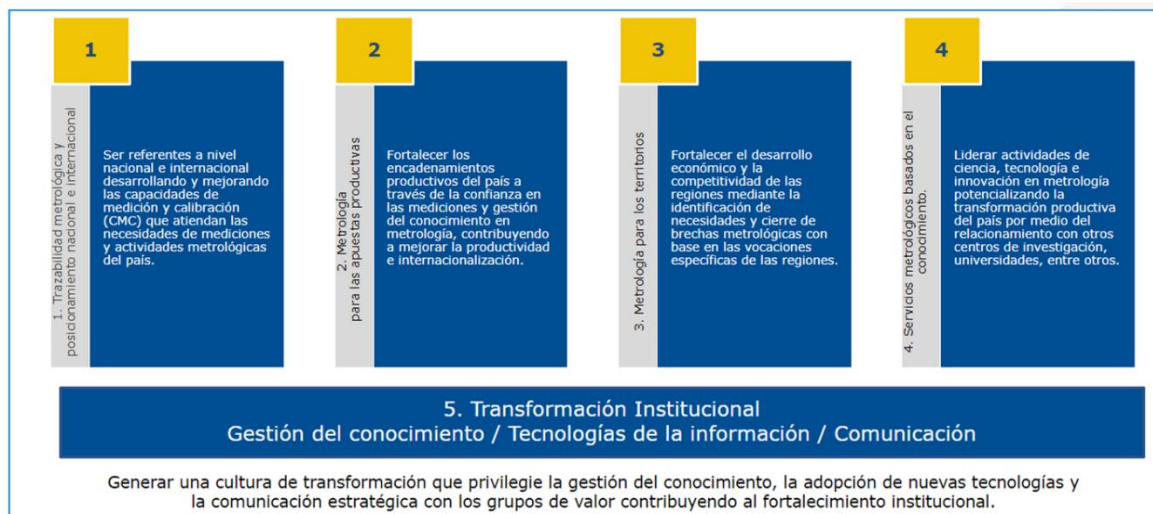 1
1. Trazabilidad metrológica y
posicionamiento nacional e internacional
Ser referentes a nivel
nacional e internacional
desarrollando y mejorando
las capacidades de
medición y calibración
(CMC) que atiendan las
necesidades de mediciones
y actividades metrológicas
del país.
2
2. Metrología
para las apuestas productivas
Fortalecer los
encadenamientos
productivos del país a
través de la confianza en
las mediciones y gestión
del conocimiento en
metrología, contribuyendo
a mejorar la productividad
e internacionalización.
3
3. Metrología para los territorios
Fortalecer el desarrollo
económico y la
competitividad de las
regiones mediante la
identificación de
necesidades y cierre de
brechas metrológicas con
base en las vocaciones
específicas de las regiones.
4
4. Servicios metrológicos basados en el
conocimiento.
Liderar actividades de
ciencia, tecnología e
innovación en metrología
potencializando la
transformación productiva
del país por medio del
relacionamiento con otros
centros de investigación,
universidades, entre otros.
5. Transformación Institucional
Gestión del conocimiento / Tecnologías de la información / Comunicación
Generar una cultura de transformación que privilegie la gestión del conocimiento, la adopción de nuevas tecnologías y
la comunicación estratégica con los grupos de valor contribuyendo al fortalecimiento institucional.